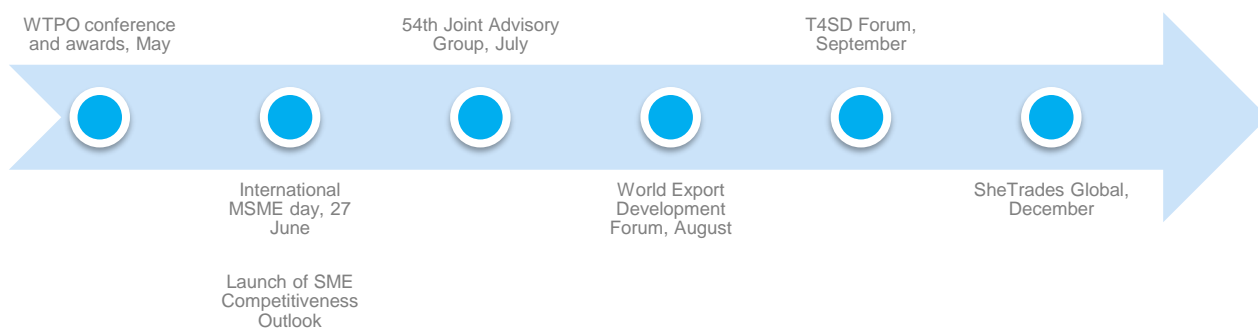 WTPO conference
and awards, May
54th Joint Advisory
Group, July
T4SD Forum,
September
International
MSME day, 27
June
World Export
Development
Forum, August
SheTrades Global,
December
Launch of SME
Competitiveness
Outlook